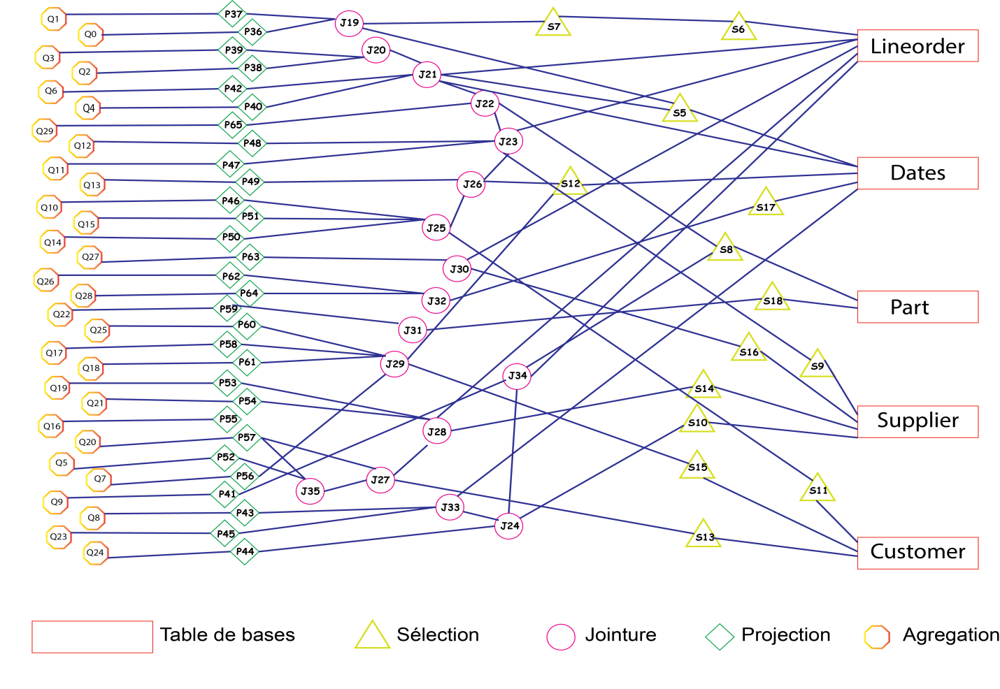 Q1 P37 J19 S7 S6
Q0 P36
Lineorder
Q3 P39 J20
Q2 P38
Q6 P42 J21
Q4 P40 J22 S5
Q29 P65
Q12 P48 J23
Q11 P47
Dates
Q13 P49 J26 S12
Q10 P46 S17
Q15 P51 J25
Q14 P50
Q27 P63 J30 S8
Q26 P62
Q28 P64 J32 S18
Q22 P59 Part
Q25 P60 J31
Q17 P58 S16
Q18 P61 J29 S9
Q19 P53 J34 S14
Q21 P54
Q16 P55 J28 S10
Supplier
Q20 P57
Q5 P52 S15
Q7 P56 J35 J27
Q9 P41 S11
Q8 P43 J33
Q23 P45 J24 S13
Q24 P44
Customer
Table de bases Sélection Jointure Projection Agregation